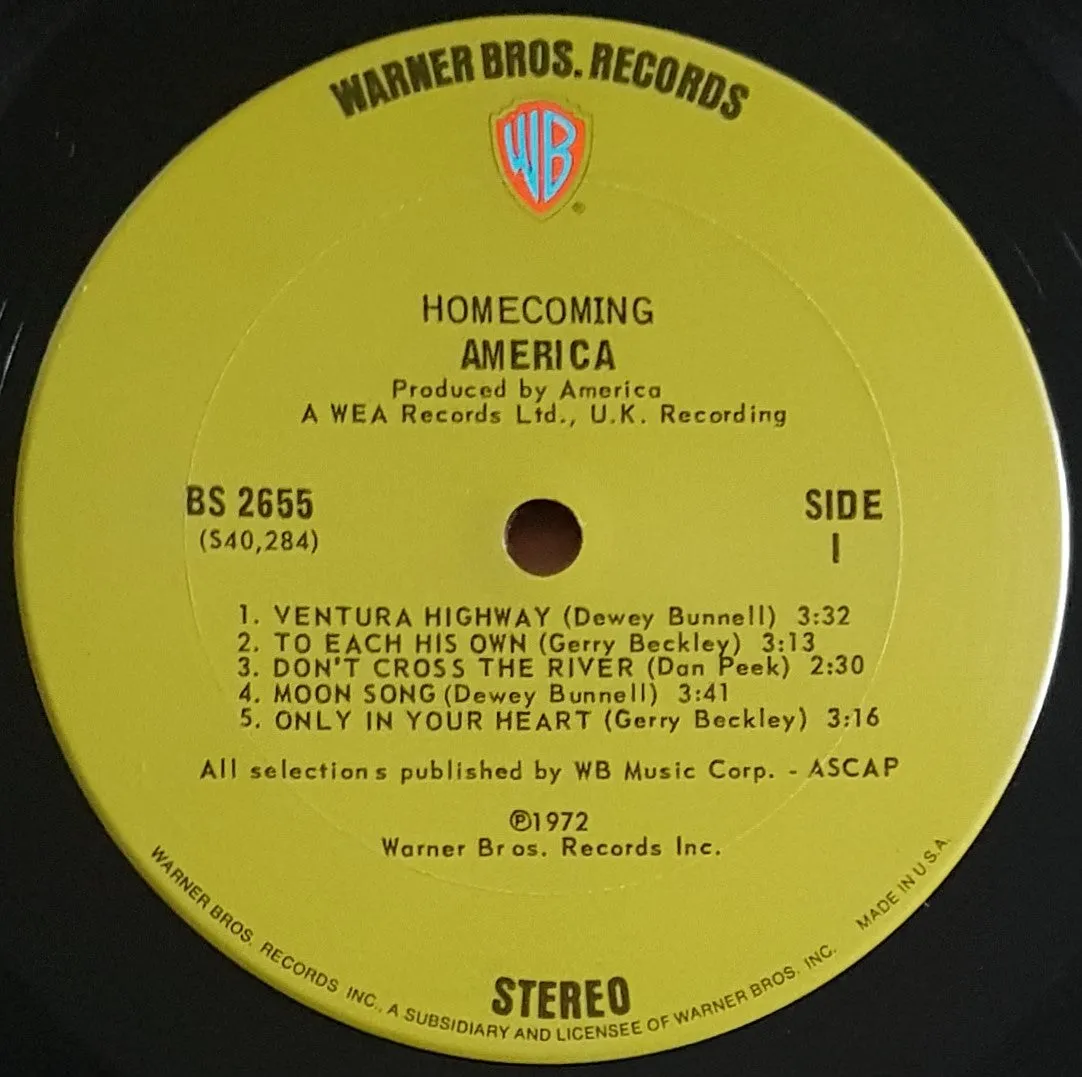 WARNER BROS. RECORDS
WB
®
HOMECOMING
AMERICA
Produced by America
A WEA Records Ltd., U.K. Recording
BS 2655
(S40,284)
SIDE
1
1. VENTURA HIGHWAY (Dewey Bunnell) 3:32
2. TO EACH HIS OWN (Gerry Beckley) 3:13
3. DON'T CROSS THE RIVER (Dan Peek) 2:30
4. MOON SONG (Dewey Bunnell) 3:41
5. ONLY IN YOUR HEART (Gerry Beckley) 3:16
All selections published by WB Music Corp. - ASCAP
℗1972
Warner Bros. Records Inc.
STEREO
WARNER BROS. RECORDS INC., A SUBSIDIARY AND LICENSEE OF WARNER BROS. INC. MADE IN U.S.A.